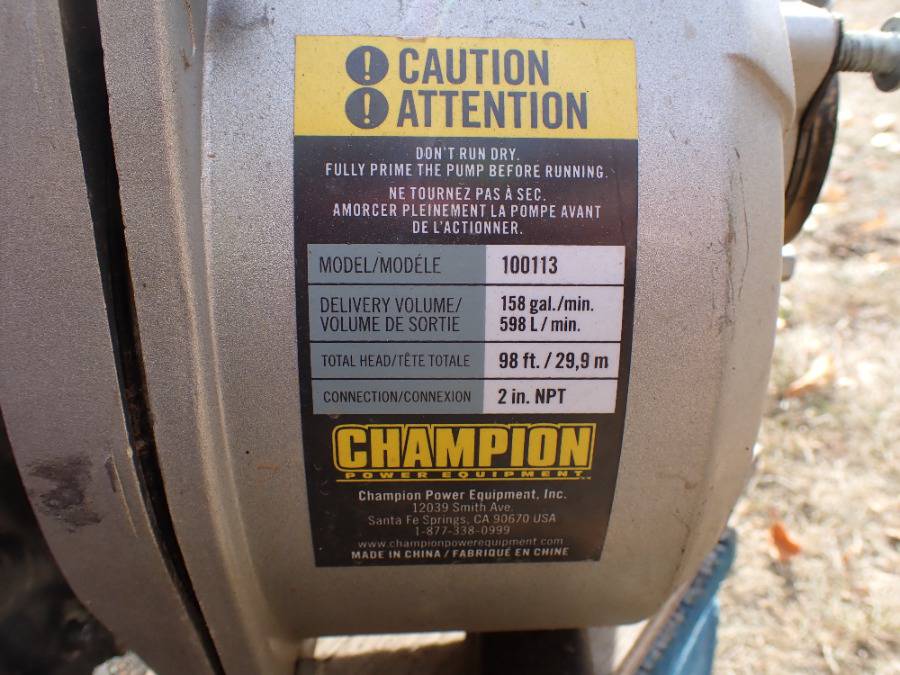 CAUTION
ATTENTION
DON'T RUN DRY.
FULLY PRIME THE PUMP BEFORE RUNNING.
NE TOURNEZ PAS À SEC.
AMORCER PLEINEMENT LA POMPE AVANT
DE L'ACTIONNER.
MODEL/MODÉLE 100113
DELIVERY VOLUME/ 158 gal./min.
VOLUME DE SORTIE 598 L / min.
TOTAL HEAD/TÊTE TOTALE 98 ft. / 29,9 m
CONNECTION/CONNEXION 2 in. NPT
CHAMPION
POWER EQUIPMENT
Champion Power Equipment, Inc.
12039 Smith Ave.
Santa Fe Springs, CA 90670 USA
1-877-338-0999
www.championpowerequipment.com
MADE IN CHINA / FABRIQUÉ EN CHINE